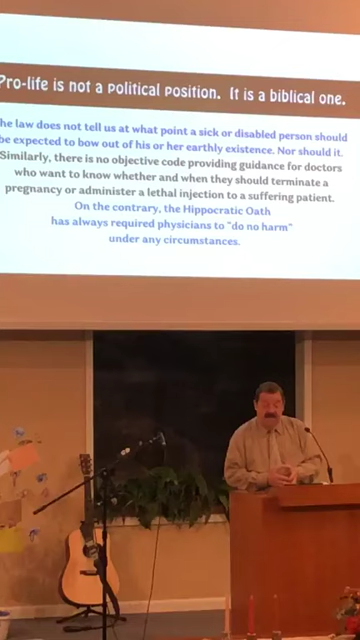 Pro-life is not a political position. It is a biblical one.
he law does not tell us at what point a sick or disabled person should
be expected to bow out of his or her earthly existence. Nor should it.
Similarly, there is no objective code providing guidance for doctors
who want to know whether and when they should terminate a
pregnancy or administer a lethal injection to a suffering patient.
On the contrary, the Hippocratic Oath
has always required physicians to "do no harm"
under any circumstances.